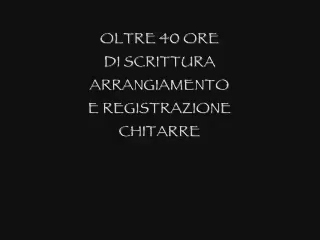 OLTRE 40 ORE
DI SCRITTURA
ARRANGIAMENTO
E REGISTRAZIONE
CHITARRE